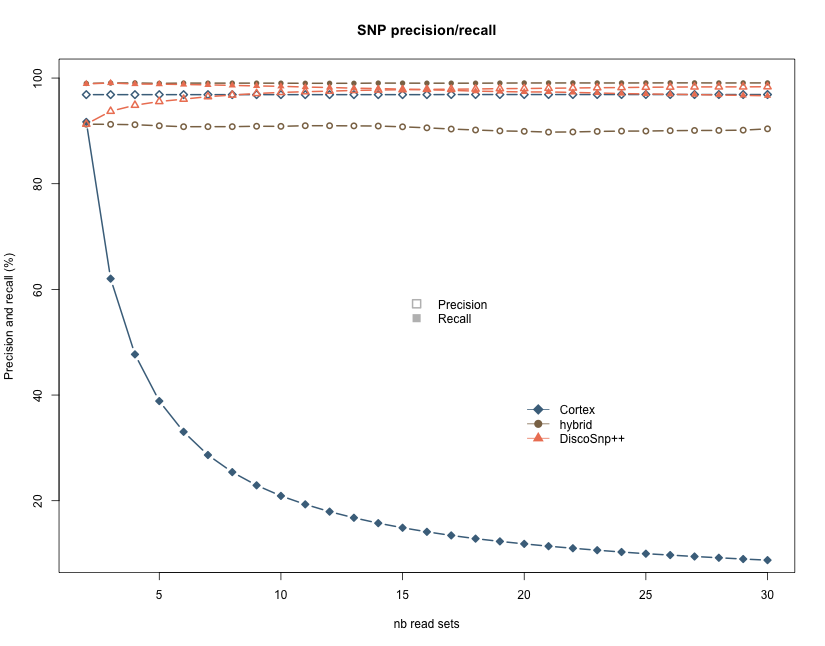 SNP precision/recall
Precision and recall (%)
100
80
60
40
20
Precision
Recall
Cortex
hybrid
DiscoSnp++
5 10 15 20 25 30
nb read sets